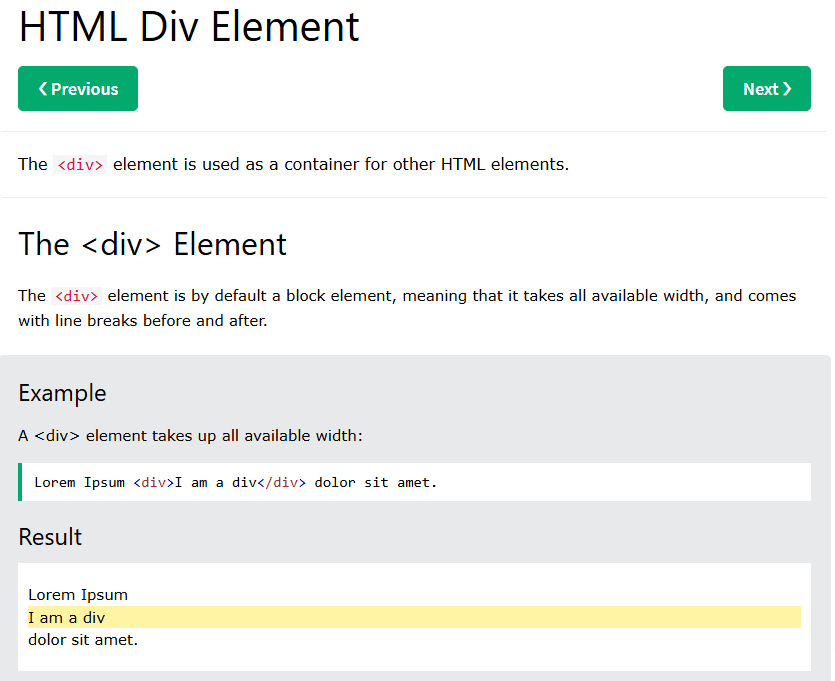 HTML Div Element
❮ Previous
Next ❯
The <div> element is used as a container for other HTML elements.
The <div> Element
The <div> element is by default a block element, meaning that it takes all available width, and comes
with line breaks before and after.
Example
A <div> element takes up all available width:
Lorem Ipsum <div>I am a div</div> dolor sit amet.
Result
Lorem Ipsum
I am a div
dolor sit amet.